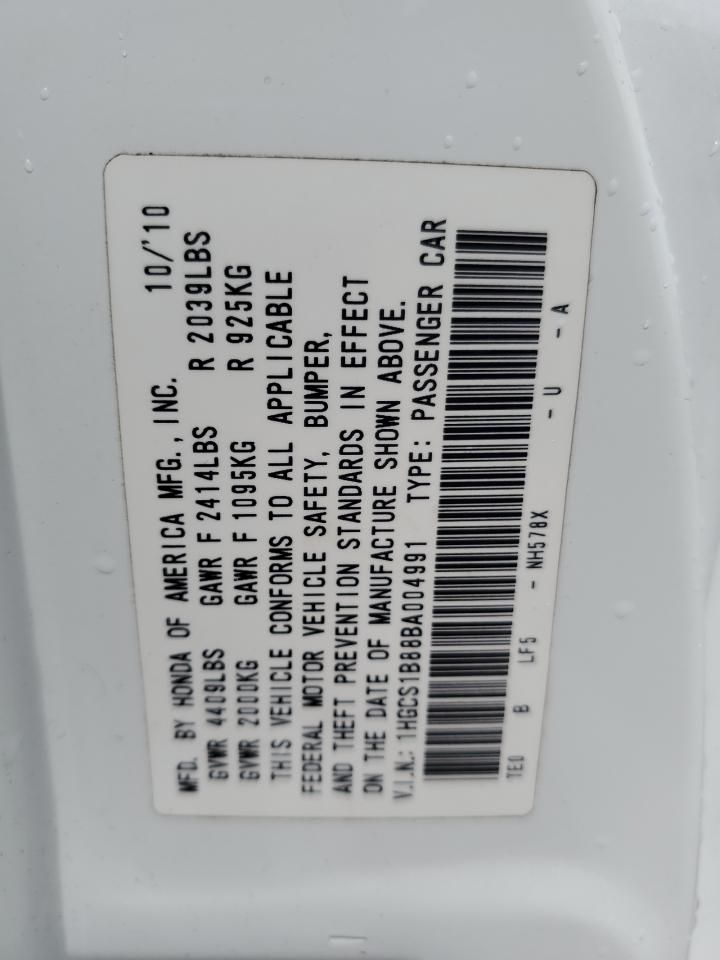 MFD. BY HONDA OF AMERICA MFG., INC. 10/'10
GVWR 4409LBS GAWR F 2414LBS R 2039LBS
GVWR 2000KG GAWR F 1095KG R 925KG
THIS VEHICLE CONFORMS TO ALL APPLICABLE
FEDERAL MOTOR VEHICLE SAFETY, BUMPER,
AND THEFT PREVENTION STANDARDS IN EFFECT
ON THE DATE OF MANUFACTURE SHOWN ABOVE.
V.I.N.: 1HGCS1B88BA004991 TYPE: PASSENGER CAR
TE0 B LF5 - NH578X - U - A